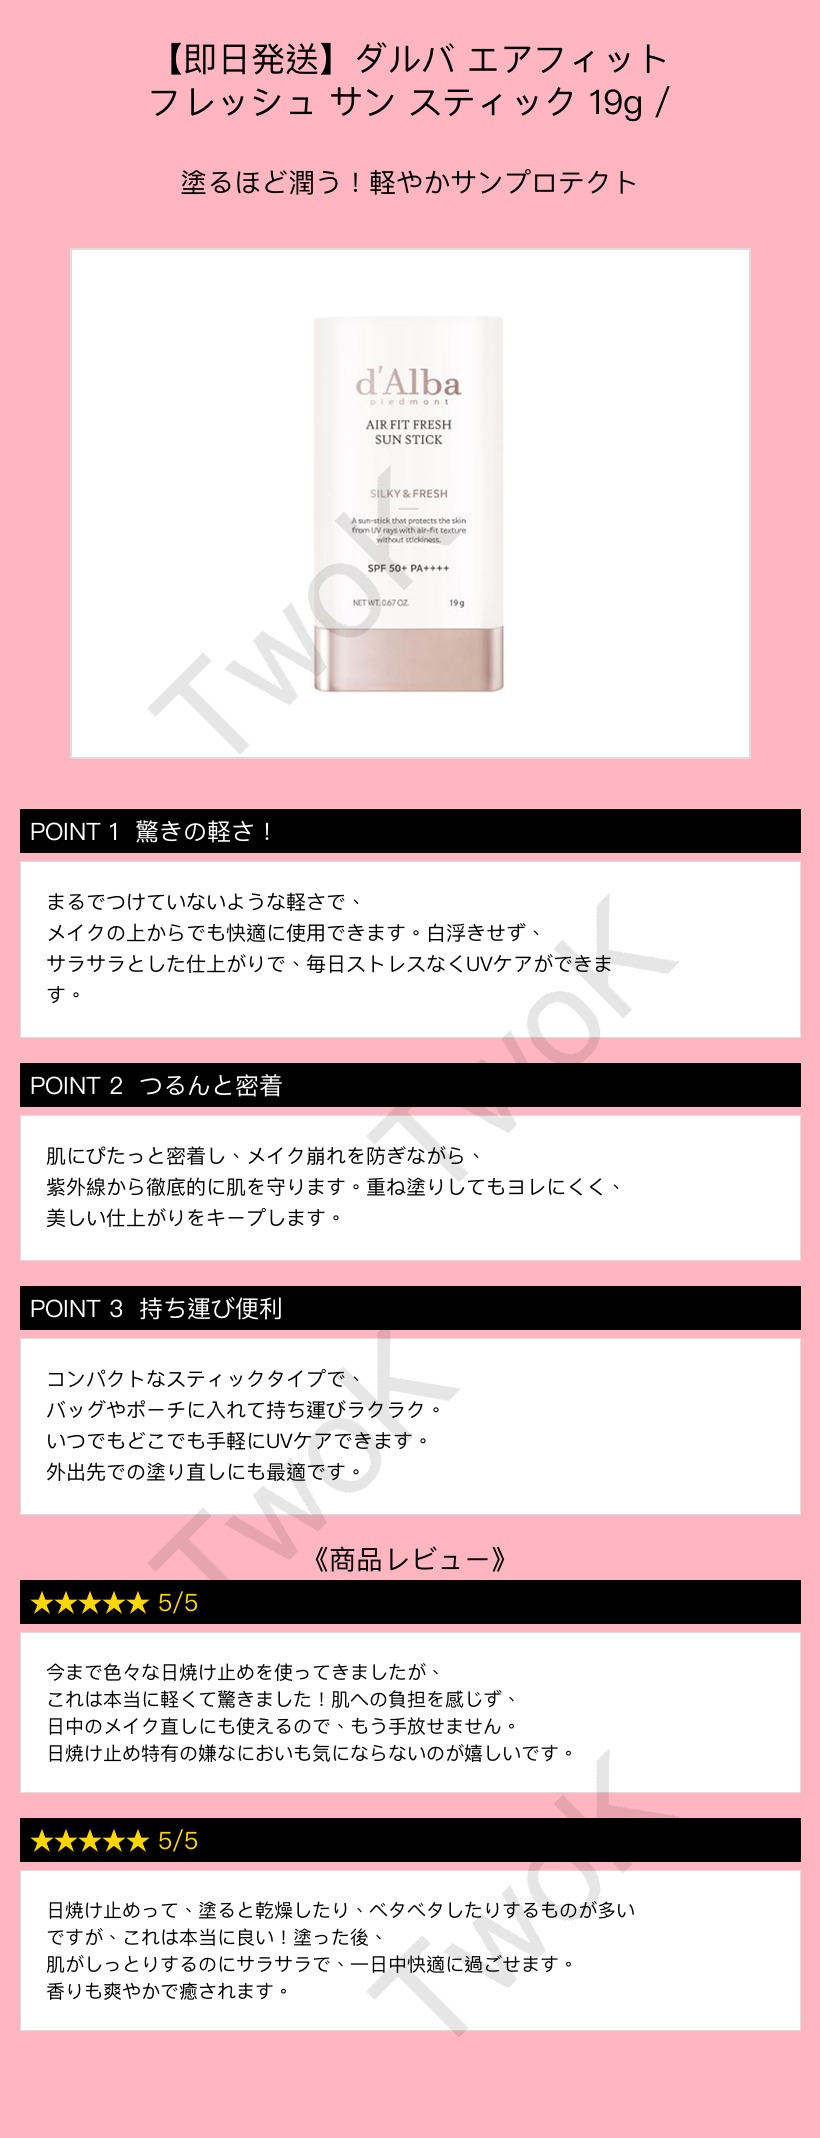 【即日発送】ダルバ エアフィット
フレッシュ サン スティック 19g /
塗るほど潤う！軽やかサンプロテクト
d'Alba
piedmont
AIR FIT FRESH
SUN STICK
SILKY & FRESH
A sun-stick that protects the skin
from UV rays with air-fit texture
without stickiness.
SPF 50+ PA++++
NET WT. 0.67 OZ. 19 g
TwoK
POINT 1 驚きの軽さ！
まるでつけていないような軽さで、
メイクの上からでも快適に使用できます。白浮きせず、
サラサラとした仕上がりで、毎日ストレスなくUVケアができま
す。
TwoK
POINT 2 つるんと密着
肌にぴたっと密着し、メイク崩れを防ぎながら、
紫外線から徹底的に肌を守ります。重ね塗りしてもヨレにくく、
美しい仕上がりをキープします。
POINT 3 持ち運び便利
コンパクトなスティックタイプで、
バッグやポーチに入れて持ち運びラクラク。
いつでもどこでも手軽にUVケアできます。
外出先での塗り直しにも最適です。
TwoK
《商品レビュー》
★★★★★ 5/5
今まで色々な日焼け止めを使ってきましたが、
これは本当に軽くて驚きました！肌への負担を感じず、
日中のメイク直しにも使えるので、もう手放せません。
日焼け止め特有の嫌なにおいも気にならないのが嬉しいです。
★★★★★ 5/5
日焼け止めって、塗ると乾燥したり、ベタベタしたりするものが多い
ですが、これは本当に良い！塗った後、
肌がしっとりするのにサラサラで、一日中快適に過ごせます。
香りも爽やかで癒されます。
TwoK